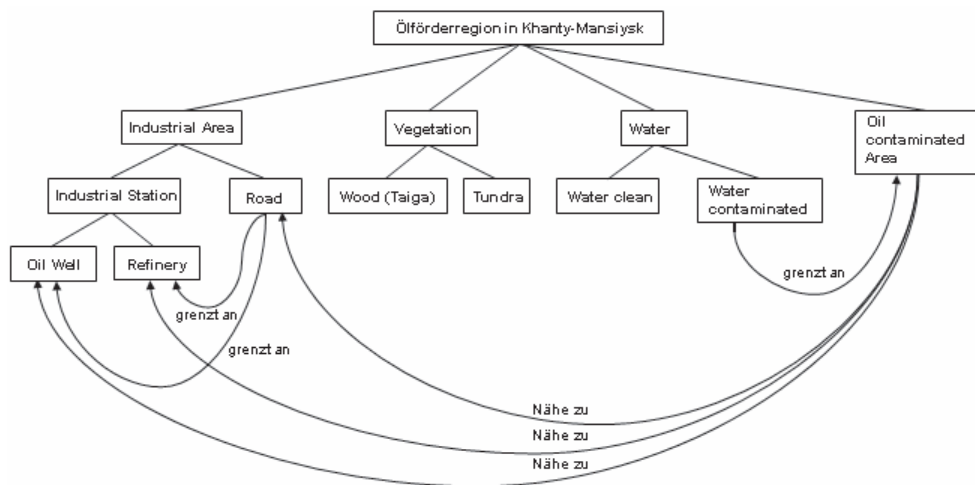 Ölförderregion in Khanty-Mansiysk
Industrial Area
Vegetation
Water
Oil
contaminated
Area
Industrial Station
Road
Wood (Taiga)
Tundra
Water clean
Water
contaminated
Oil Well
Refinery
grenzt an
grenzt an
grenzt an
Nähe zu
Nähe zu
Nähe zu